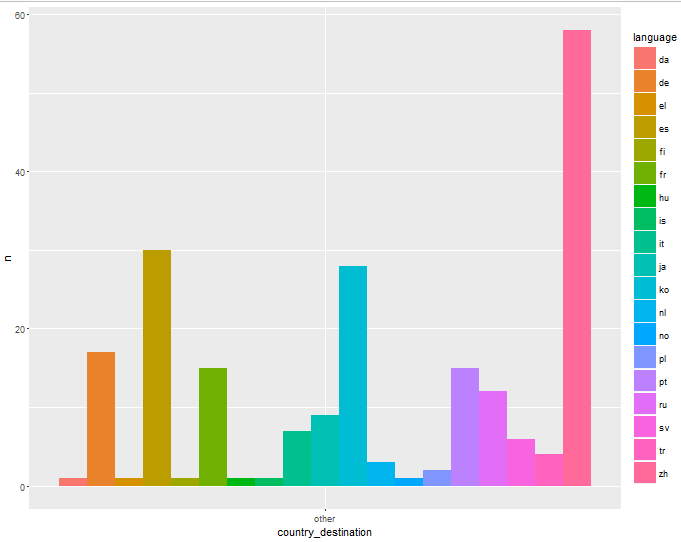 60
40
20
0
n
other
country_destination
language
da
de
el
es
fi
fr
hu
is
it
ja
ko
nl
no
pl
pt
ru
sv
tr
zh